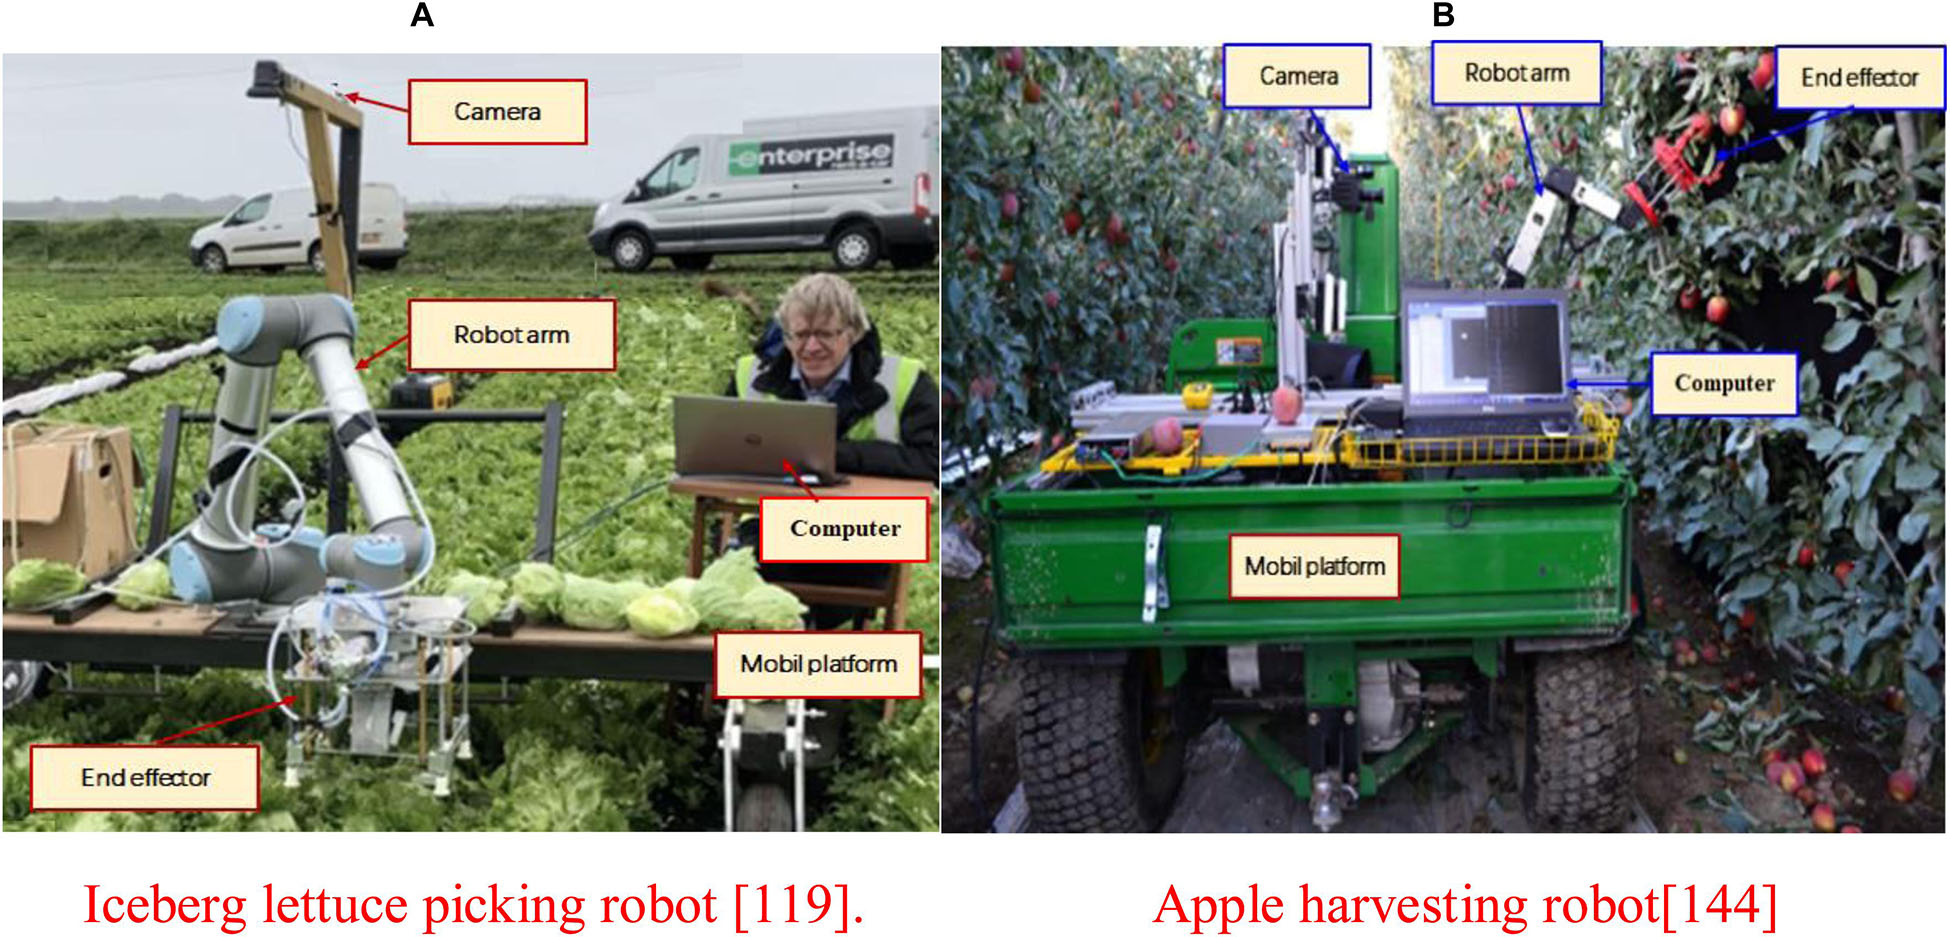 A
B
Camera
enterprise
Robot arm
Computer
Mobil platform
End effector
Camera
Robot arm
End effector
Computer
Mobil platform
Iceberg lettuce picking robot [119].
Apple harvesting robot[144]